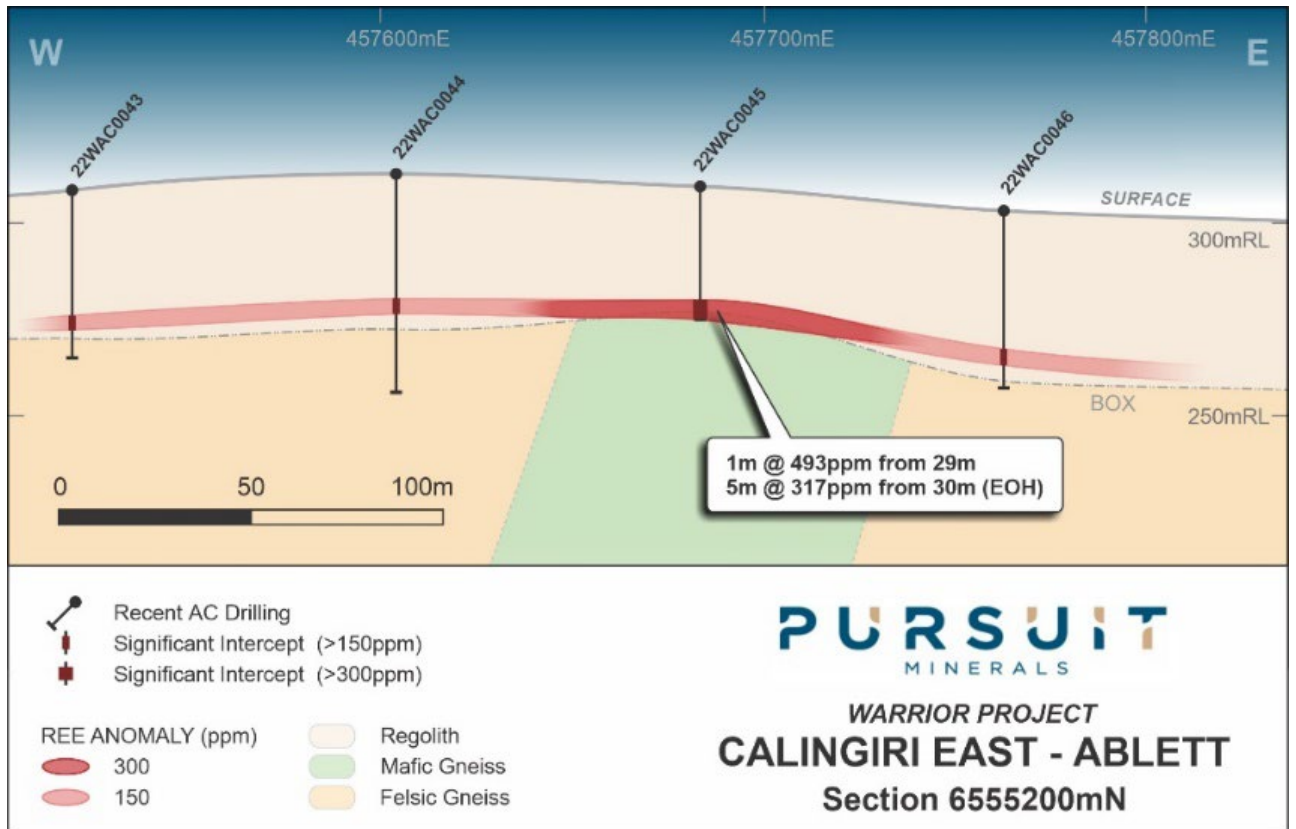 W
457600mE
457700mE
457800mE
E
22WAC0043
22WAC0044
22WAC0045
22WAC0046
SURFACE
300mRL
BOX
250mRL
1m @ 493ppm from 29m
5m @ 317ppm from 30m (EOH)
0 50 100m
Recent AC Drilling
Significant Intercept (>150ppm)
Significant Intercept (>300ppm)
REE ANOMALY (ppm)
300
150
Regolith
Mafic Gneiss
Felsic Gneiss
PURSUiT
MINERALS
WARRIOR PROJECT
CALINGIRI EAST - ABLETT
Section 6555200mN